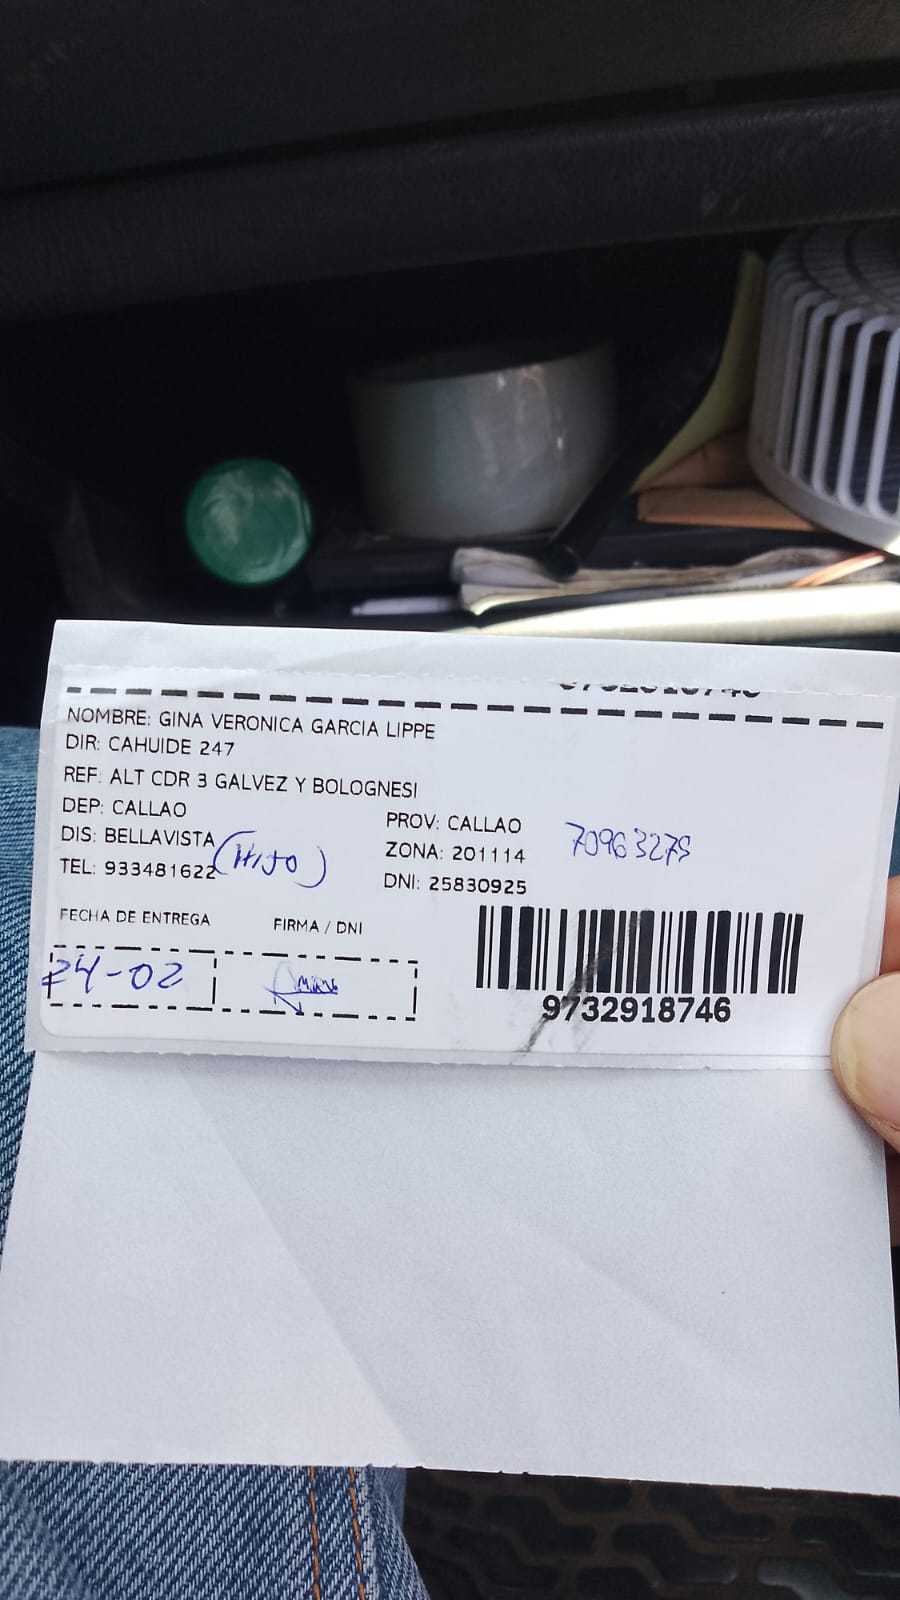 NOMBRE: GINA VERONICA GARCIA LIPPE
DIR: CAHUIDE 247
REF: ALT CDR 3 GALVEZ Y BOLOGNESI
DEP: CALLAO
PROV: CALLAO
DIS: BELLAVISTA
(HIJO)
ZONA: 201114
70963279
TEL: 933481622
DNI: 25830925
FECHA DE ENTREGA
FIRMA / DNI
24-02
9732918746